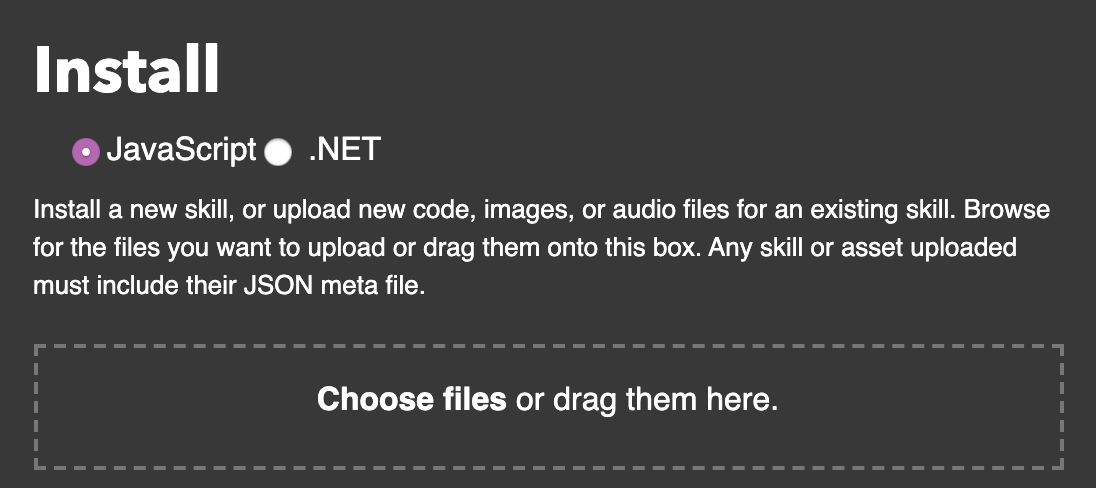 Install
JavaScript .NET
Install a new skill, or upload new code, images, or audio files for an existing skill. Browse
for the files you want to upload or drag them onto this box. Any skill or asset uploaded
must include their JSON meta file.
Choose files or drag them here.